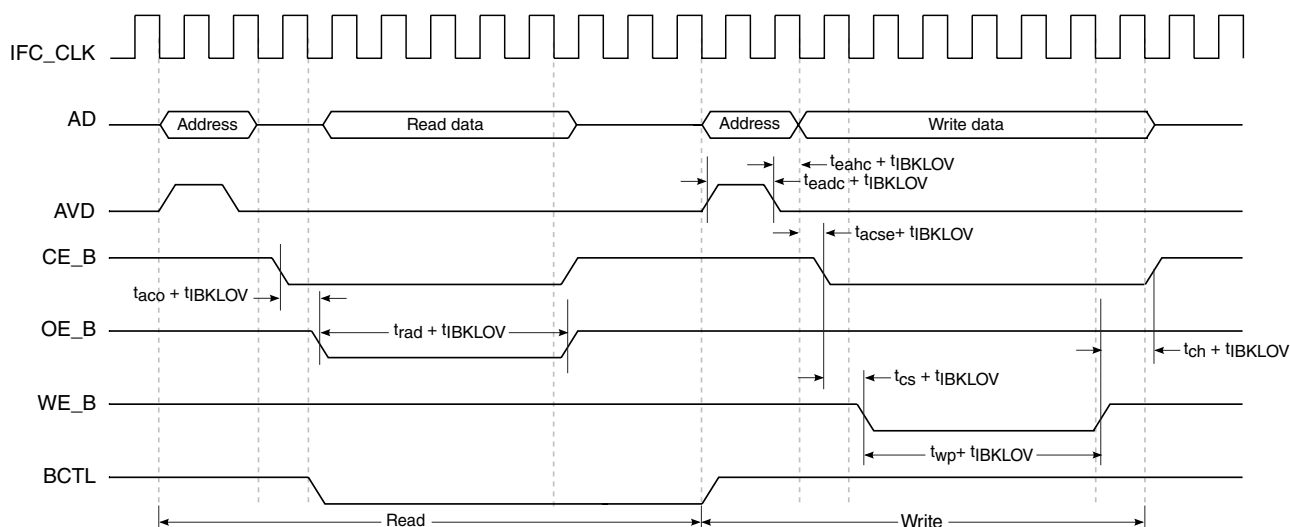 IFC_CLK
AD
Address
Read data
Address
Write data
teahc + tIBKLOV
teadc + tIBKLOV
AVD
tacse+ tIBKLOV
CE_B
taco + tIBKLOV
trad + tIBKLOV
OE_B
tch + tIBKLOV
tcs + tIBKLOV
WE_B
twp+ tIBKLOV
BCTL
Read
Write